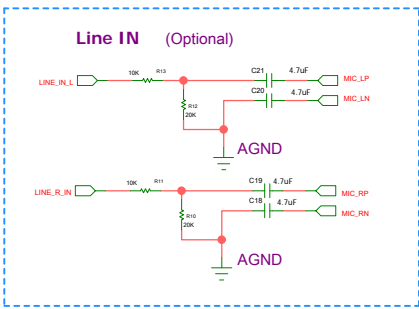 Line IN (Optional)
10K R13
C21 4.7uF
LINE_IN_L
MIC_LP
C20 4.7uF
MIC_LN
R12
20K
AGND
10K R11
C19 4.7uF
LINE_R_IN
MIC_RP
C18
4.7uF
MIC_RN
R10
20K
AGND